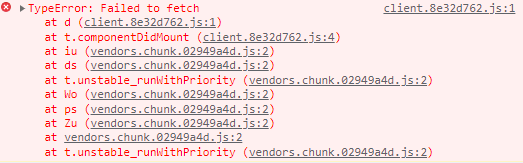 TypeError: Failed to fetch client.8e32d762.js:1
at d (client.8e32d762.js:1)
at t.componentDidMount (client.8e32d762.js:4)
at iu (vendors.chunk.02949a4d.js:2)
at ds (vendors.chunk.02949a4d.js:2)
at t.unstable_runWithPriority (vendors.chunk.02949a4d.js:2)
at Wo (vendors.chunk.02949a4d.js:2)
at ps (vendors.chunk.02949a4d.js:2)
at Zu (vendors.chunk.02949a4d.js:2)
at vendors.chunk.02949a4d.js:2
at t.unstable_runWithPriority (vendors.chunk.02949a4d.js:2)